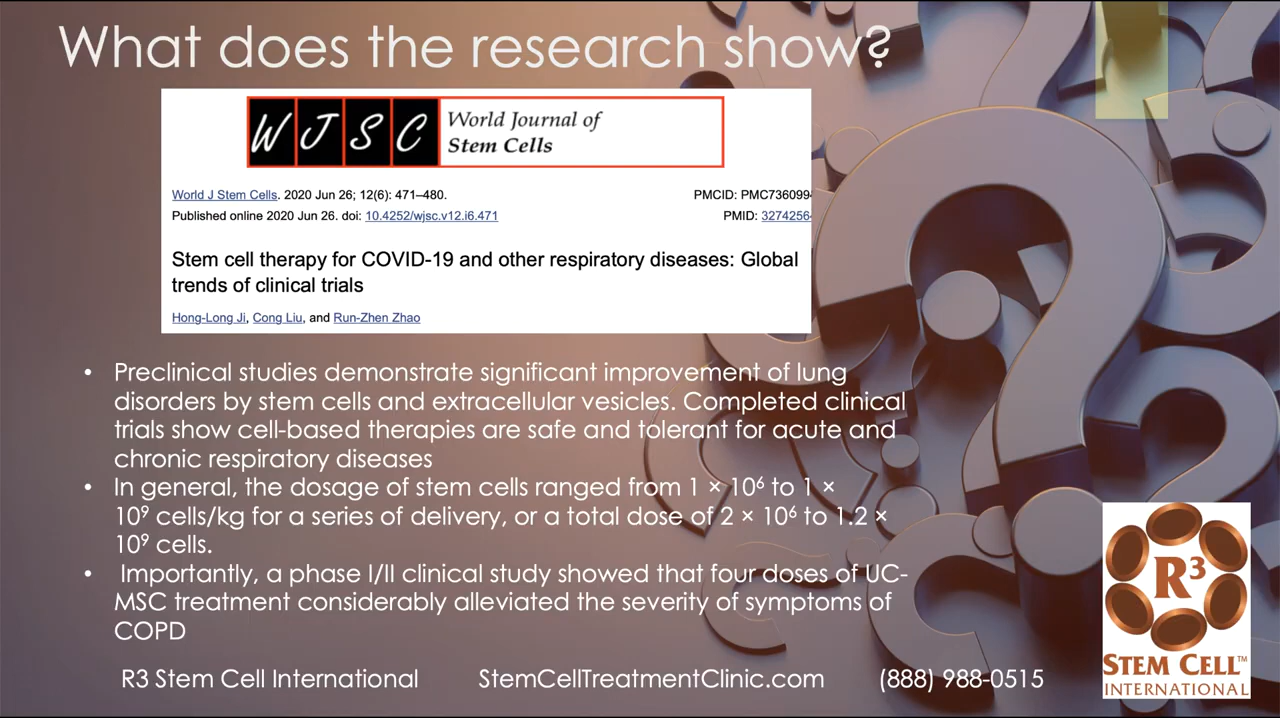 What does the research show?
W J S C
World Journal of
Stem Cells
World J Stem Cells. 2020 Jun 26; 12(6): 471–480.
PMCID: PMC736099
Published online 2020 Jun 26. doi: 10.4252/wjsc.v12.i6.471
PMID: 3274256
Stem cell therapy for COVID-19 and other respiratory diseases: Global
trends of clinical trials
Hong-Long Ji, Cong Liu, and Run-Zhen Zhao
• Preclinical studies demonstrate significant improvement of lung
disorders by stem cells and extracellular vesicles. Completed clinical
trials show cell-based therapies are safe and tolerant for acute and
chronic respiratory diseases
• In general, the dosage of stem cells ranged from 1 × 10⁶ to 1 ×
10⁹ cells/kg for a series of delivery, or a total dose of 2 × 10⁶ to 1.2 ×
10⁹ cells.
• Importantly, a phase I/II clinical study showed that four doses of UC-
MSC treatment considerably alleviated the severity of symptoms of
COPD
R3 Stem Cell International StemCellTreatmentClinic.com (888) 988-0515
R³
STEM CELL™
INTERNATIONAL